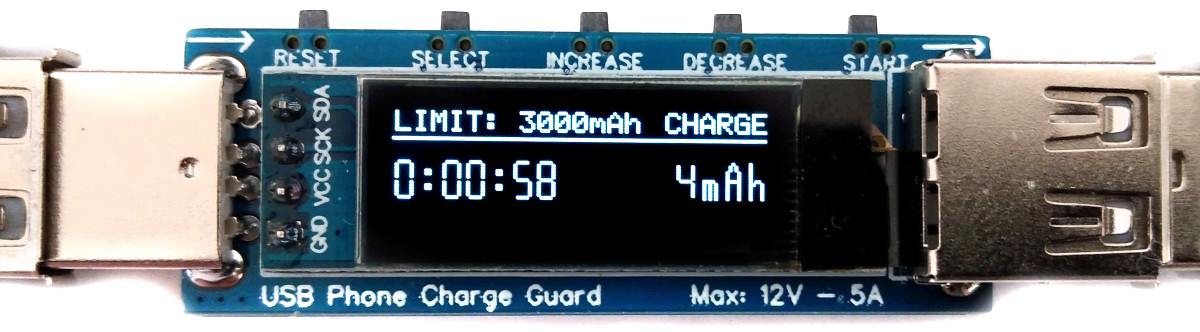 RESET SELECT INCREASE DECREASE START
SDA
SCK
VCC
GND
LIMIT: 3000mAh CHARGE
0:00:58 4mAh
USB Phone Charge Guard Max: 12V - .5A